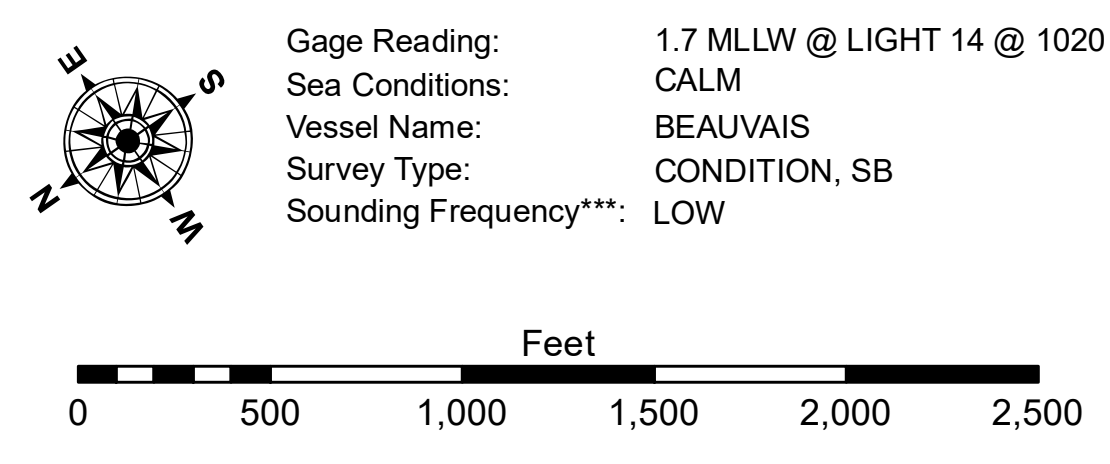 E
S
N
W
Gage Reading: 1.7 MLLW @ LIGHT 14 @ 1020
Sea Conditions: CALM
Vessel Name: BEAUVAIS
Survey Type: CONDITION, SB
Sounding Frequency***: LOW
Feet
0 500 1,000 1,500 2,000 2,500